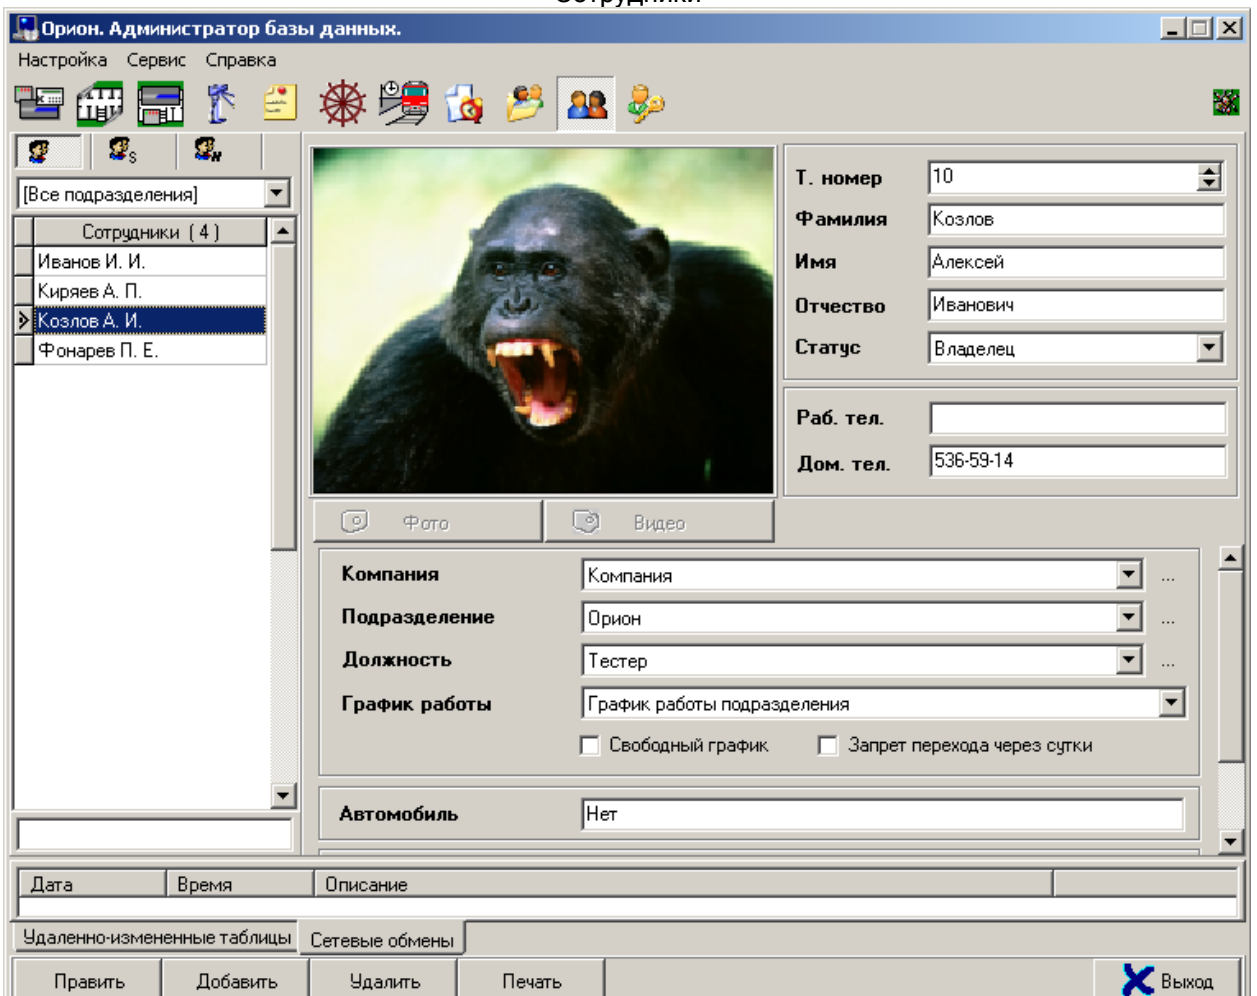 Сотрудники
Орион. Администратор базы данных.
Настройка Сервис Справка
S N
[Все подразделения]
Сотрудники ( 4 )
Иванов И. И.
Киряев А. П.
Козлов А. И.
Фонарев П. Е.
Т. номер 10
Фамилия Козлов
Имя Алексей
Отчество Иванович
Статус Владелец
Раб. тел.
Дом. тел. 536-59-14
Фото Видео
Компания Компания ...
Подразделение Орион ...
Должность Тестер ...
График работы График работы подразделения
Свободный график Запрет перехода через сутки
Автомобиль Нет
Дата Время Описание
Удаленно-измененные таблицы Сетевые обмены
Править Добавить Удалить Печать Выход